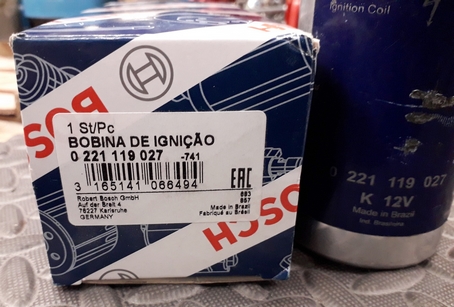 BOSCH
BOSCH
1 St/Pc
BOBINA DE IGNIÇÃO
0 221 119 027 -741
3 165141 066494
EAC
Robert Bosch GmbH
Auf der Breit 4
76227 Karlsruhe
GERMANY
Made in Brazil
Fabriqué au Brésil
HCSOB
Ignition Coil
0 221 119 027
K 12V
Made in Brazil